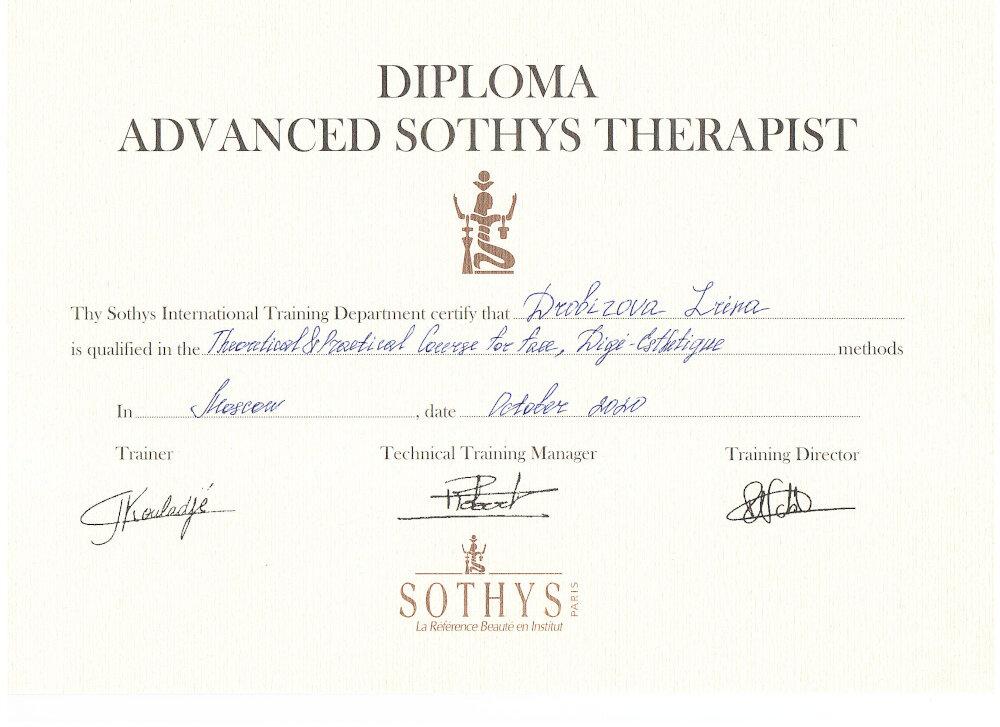 DIPLOMA
ADVANCED SOTHYS THERAPIST
Thy Sothys International Training Department certify that Drobizova Irina
is qualified in the Theoretical & Practical Course for Face, Digi-Esthetique methods
In Moscow, date October 2020
Trainer Technical Training Manager Training Director
SOTHYS PARIS
La Référence Beauté en Institut